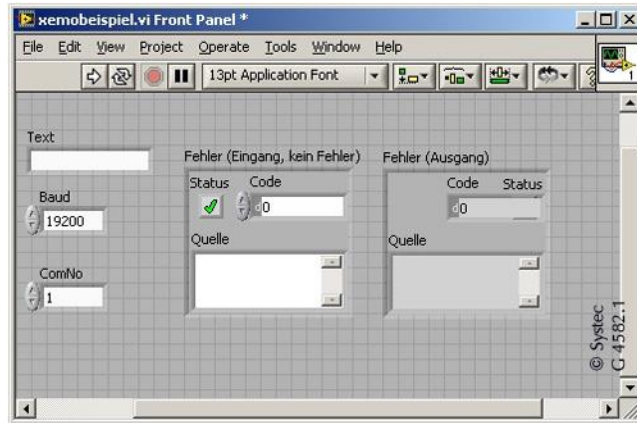 xemobeispiel.vi Front Panel *
File Edit View Project Operate Tools Window Help
13pt Application Font
1
Text
Fehler (Eingang, kein Fehler)
Fehler (Ausgang)
Status Code
Code Status
Baud
d 0
d 0
19200
Quelle
Quelle
ComNo
1
© Systec
G 4582.1